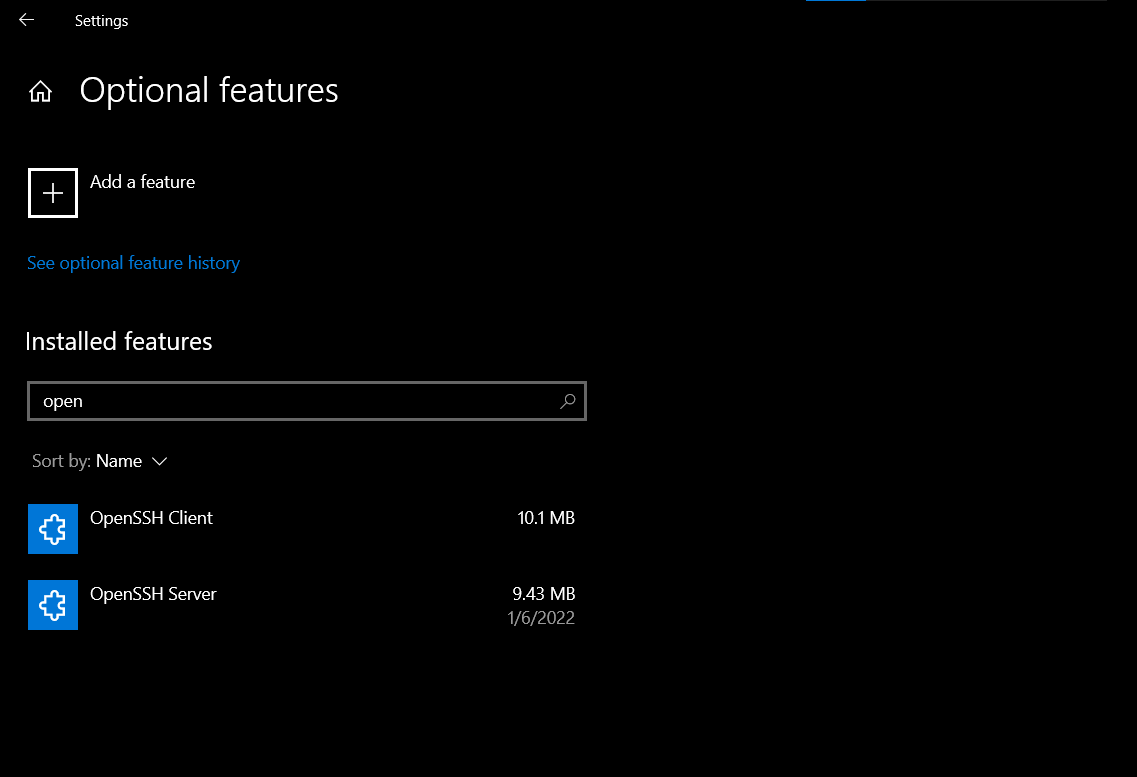 Settings
Optional features
Add a feature
See optional feature history
Installed features
open
Sort by: Name
OpenSSH Client 10.1 MB
OpenSSH Server 9.43 MB
1/6/2022